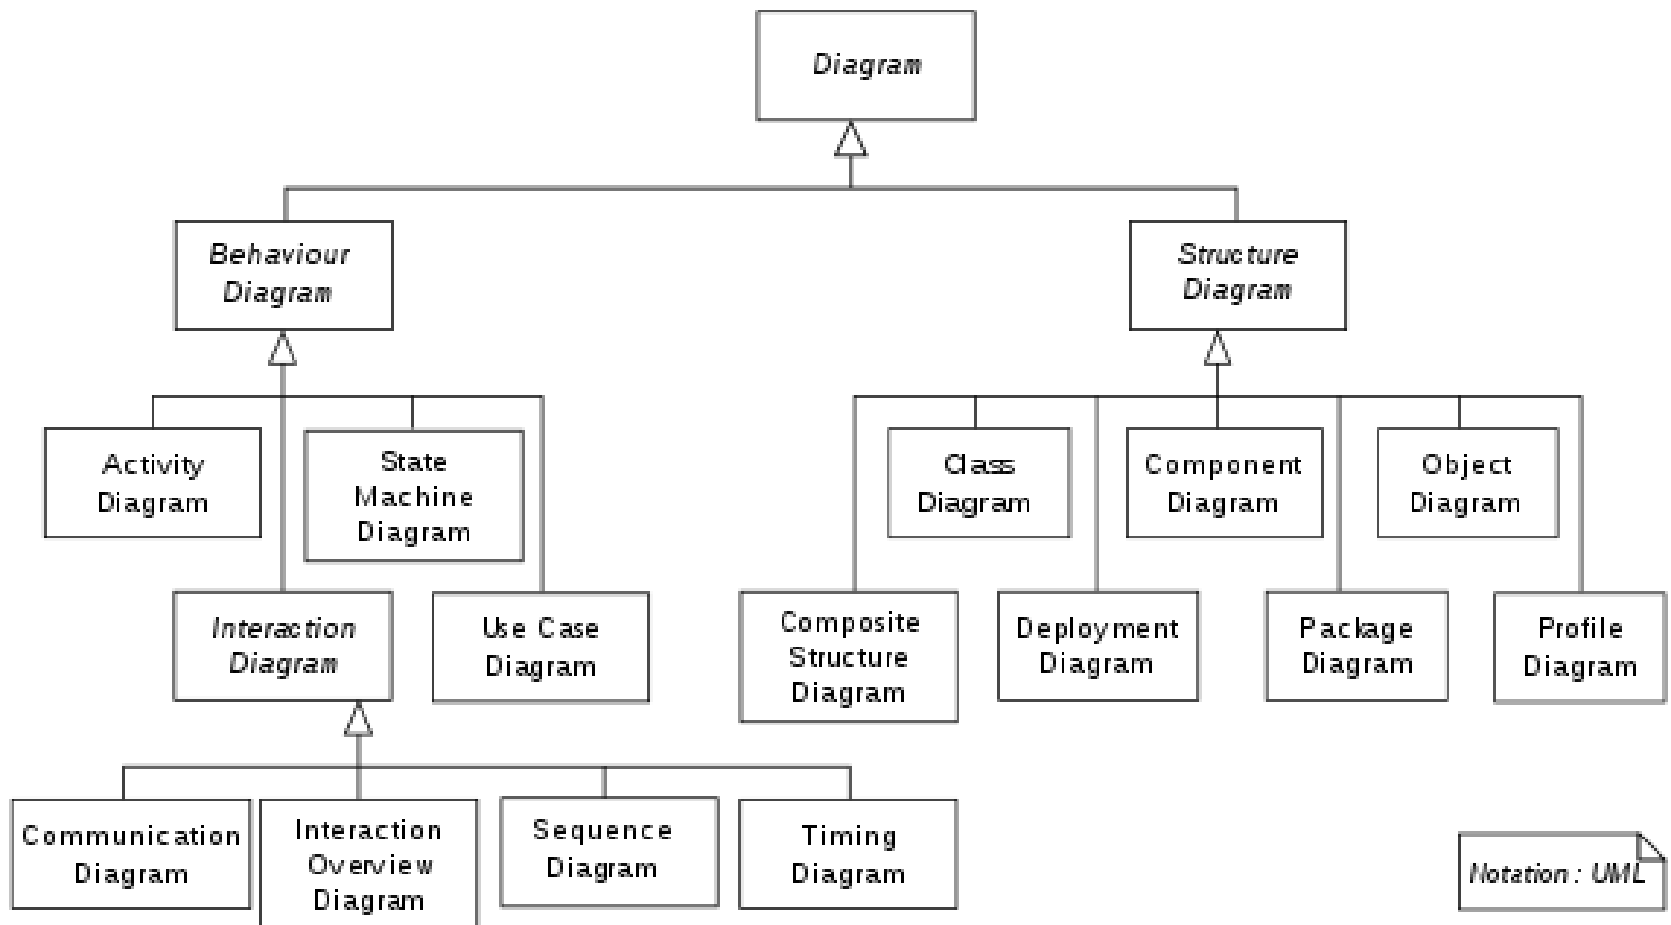 Diagram
Behaviour
Diagram
Structure
Diagram
Activity
Diagram
State
Machine
Diagram
Class
Diagram
Component
Diagram
Object
Diagram
Interaction
Diagram
Use Case
Diagram
Composite
Structure
Diagram
Deployment
Diagram
Package
Diagram
Profile
Diagram
Communication
Diagram
Interaction
Overview
Diagram
Sequence
Diagram
Timing
Diagram
Notation : UML